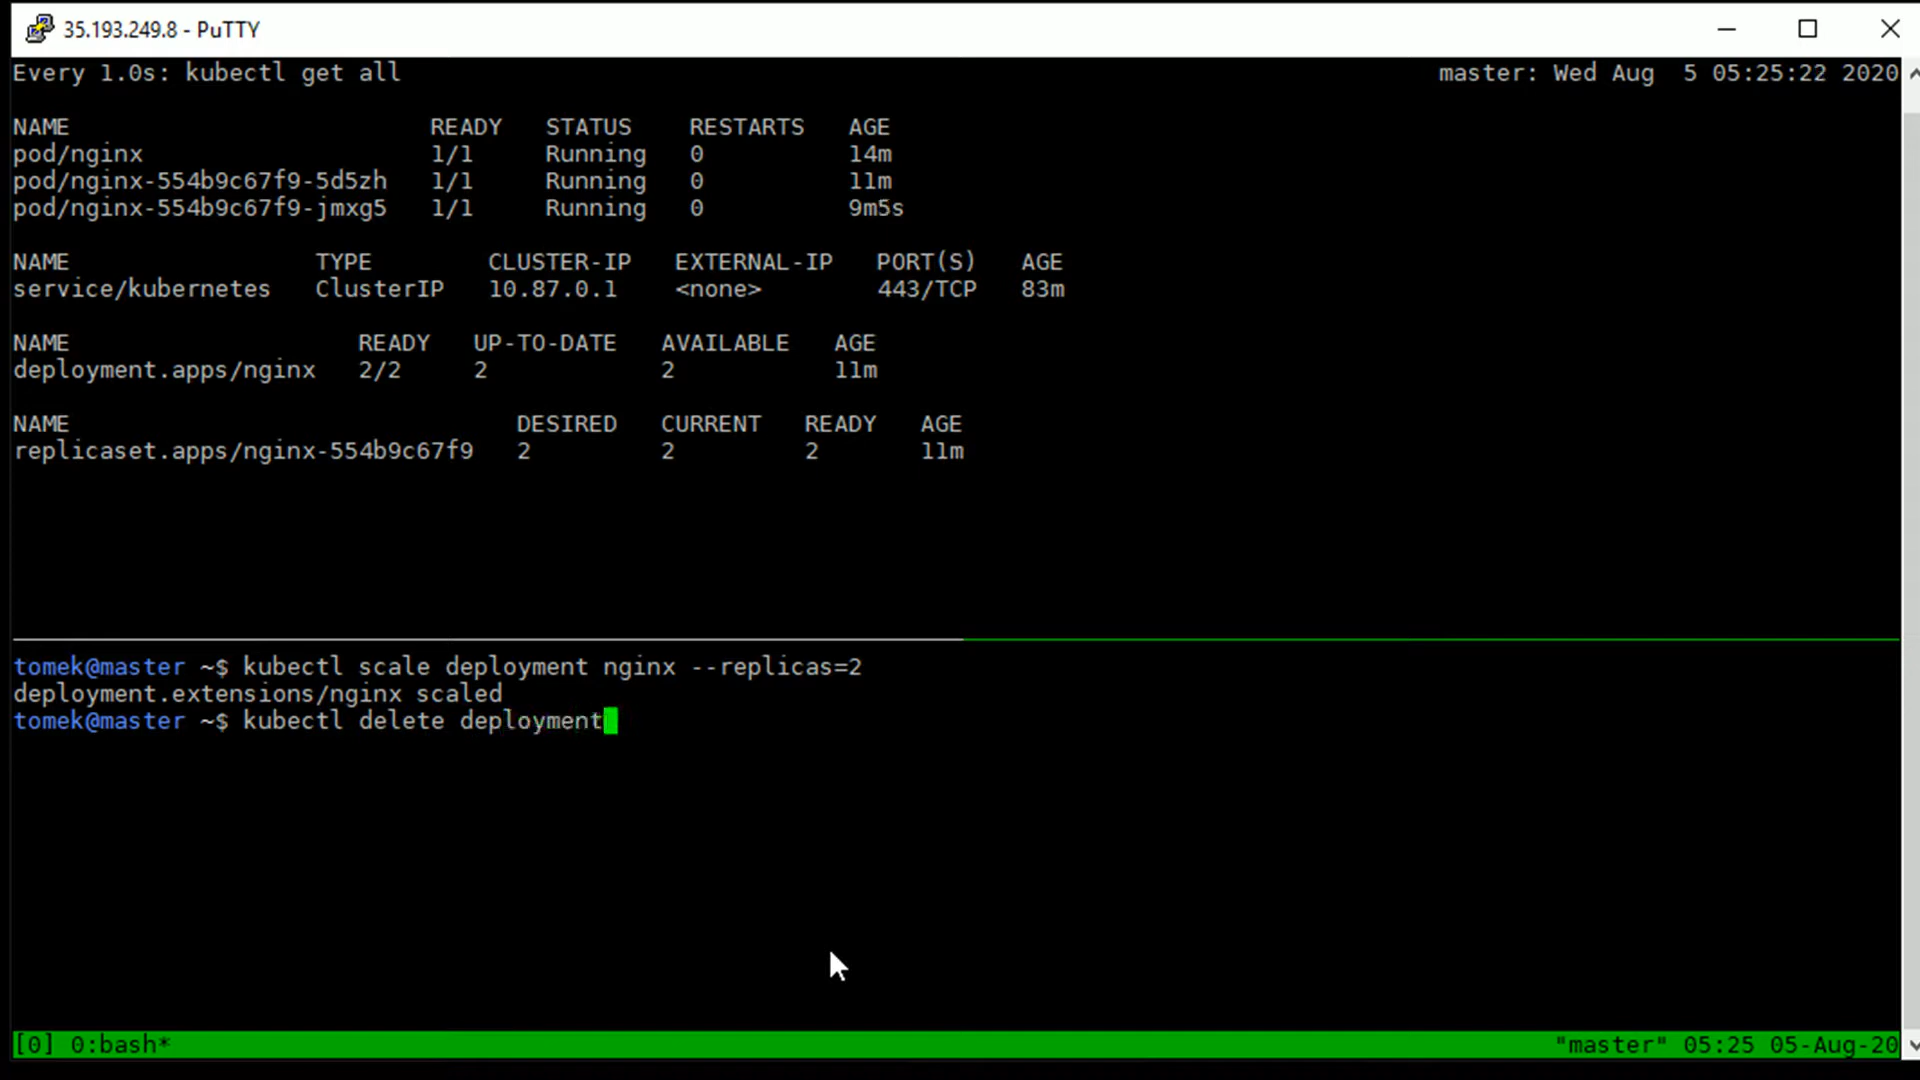 35.193.249.8 - PuTTY
Every 1.0s: kubectl get all master: Wed Aug 5 05:25:22 2020
NAME READY STATUS RESTARTS AGE
pod/nginx 1/1 Running 0 14m
pod/nginx-554b9c67f9-5d5zh 1/1 Running 0 11m
pod/nginx-554b9c67f9-jmxg5 1/1 Running 0 9m5s
NAME TYPE CLUSTER-IP EXTERNAL-IP PORT(S) AGE
service/kubernetes ClusterIP 10.87.0.1 <none> 443/TCP 83m
NAME READY UP-TO-DATE AVAILABLE AGE
deployment.apps/nginx 2/2 2 2 11m
NAME DESIRED CURRENT READY AGE
replicaset.apps/nginx-554b9c67f9 2 2 2 11m
tomek@master ~$ kubectl scale deployment nginx --replicas=2
deployment.extensions/nginx scaled
tomek@master ~$ kubectl delete deployment
[0] 0:bash* "master" 05:25 05-Aug-20